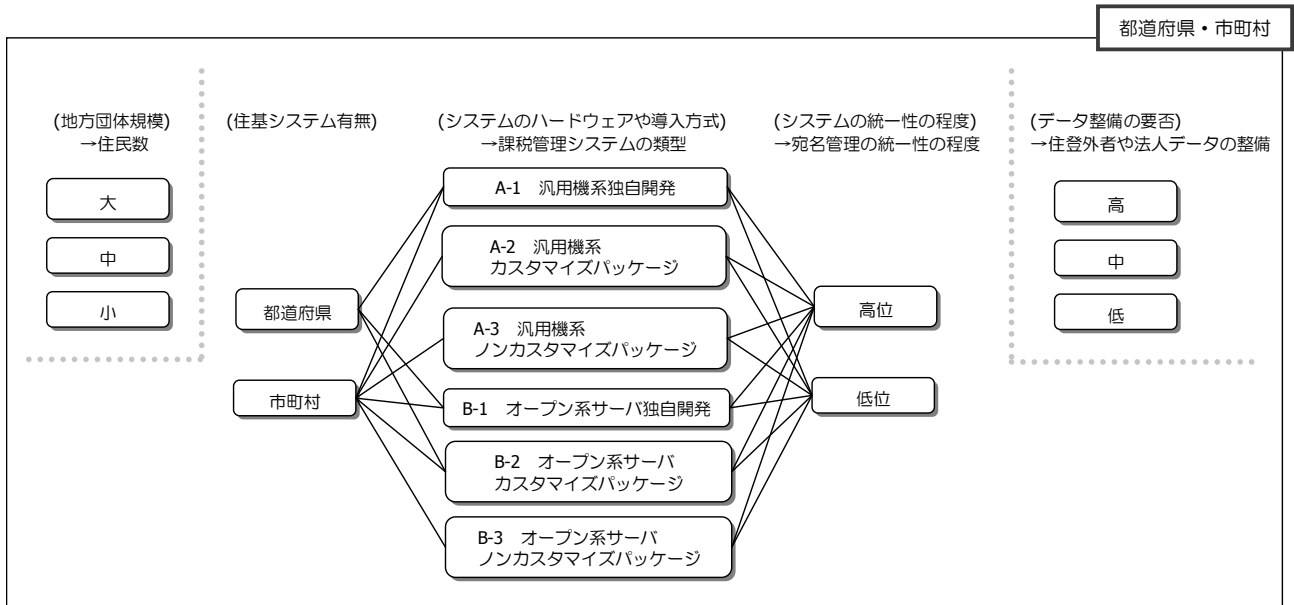 都道府県・市町村
(地方団体規模)
→住民数
大
中
小
(住基システム有無)
都道府県
市町村
(システムのハードウェアや導入方式)
→課税管理システムの類型
A-1 汎用機系独自開発
A-2 汎用機系
カスタマイズパッケージ
A-3 汎用機系
ノンカスタマイズパッケージ
B-1 オープン系サーバ独自開発
B-2 オープン系サーバ
カスタマイズパッケージ
B-3 オープン系サーバ
ノンカスタマイズパッケージ
(システムの統一性の程度)
→宛名管理の統一性の程度
高位
低位
(データ整備の要否)
→住登外者や法人データの整備
高
中
低